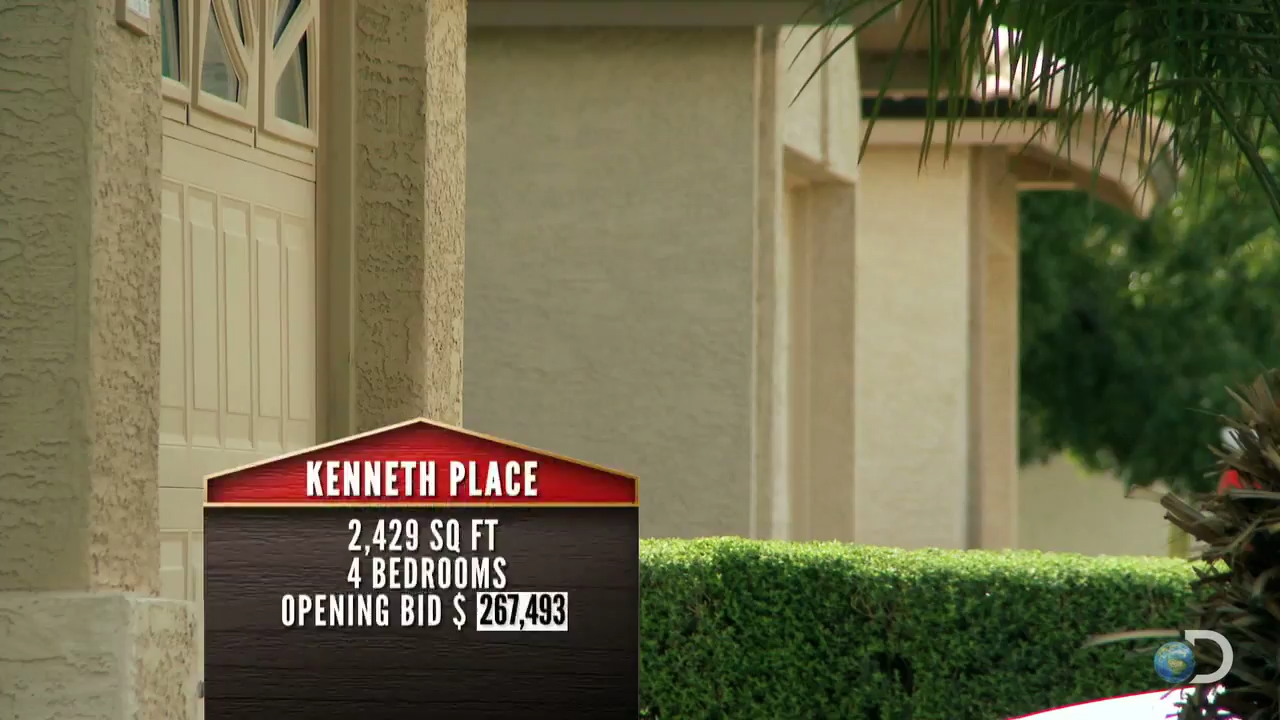 KENNETH PLACE
2,429 SQ FT
4 BEDROOMS
OPENING BID $ 267,493